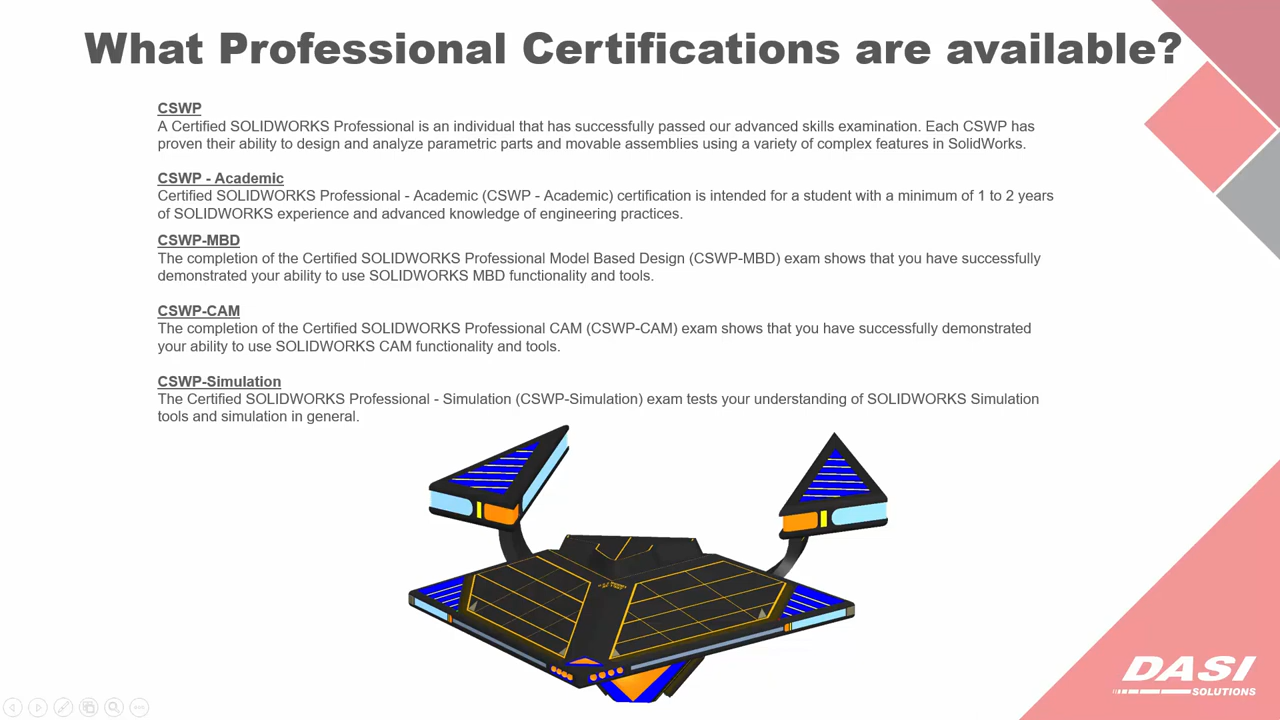 What Professional Certifications are available?
CSWP
A Certified SOLIDWORKS Professional is an individual that has successfully passed our advanced skills examination. Each CSWP has
proven their ability to design and analyze parametric parts and movable assemblies using a variety of complex features in SolidWorks.
CSWP - Academic
Certified SOLIDWORKS Professional - Academic (CSWP - Academic) certification is intended for a student with a minimum of 1 to 2 years
of SOLIDWORKS experience and advanced knowledge of engineering practices.
CSWP-MBD
The completion of the Certified SOLIDWORKS Professional Model Based Design (CSWP-MBD) exam shows that you have successfully
demonstrated your ability to use SOLIDWORKS MBD functionality and tools.
CSWP-CAM
The completion of the Certified SOLIDWORKS Professional CAM (CSWP-CAM) exam shows that you have successfully demonstrated
your ability to use SOLIDWORKS CAM functionality and tools.
CSWP-Simulation
The Certified SOLIDWORKS Professional - Simulation (CSWP-Simulation) exam tests your understanding of SOLIDWORKS Simulation
tools and simulation in general.
DASI
SOLUTIONS